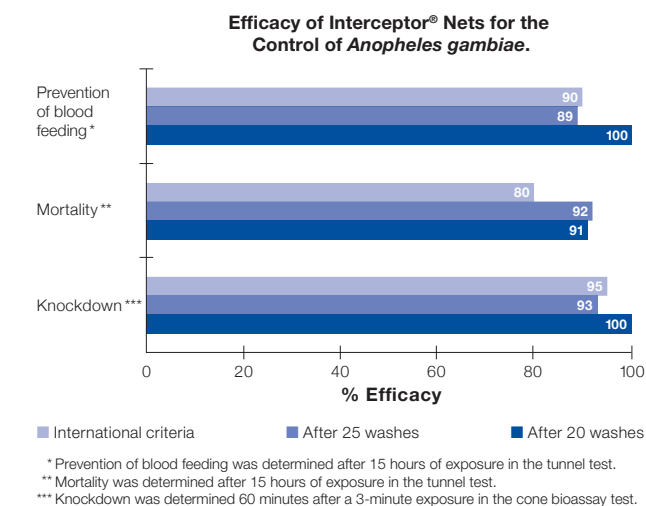 Efficacy of Interceptor® Nets for the
Control of Anopheles gambiae.
Prevention
of blood
feeding *
90
89
100
Mortality **
80
92
91
Knockdown ***
95
93
100
0 20 40 60 80 100
% Efficacy
International criteria After 25 washes After 20 washes
* Prevention of blood feeding was determined after 15 hours of exposure in the tunnel test.
** Mortality was determined after 15 hours of exposure in the tunnel test.
*** Knockdown was determined 60 minutes after a 3-minute exposure in the cone bioassay test.